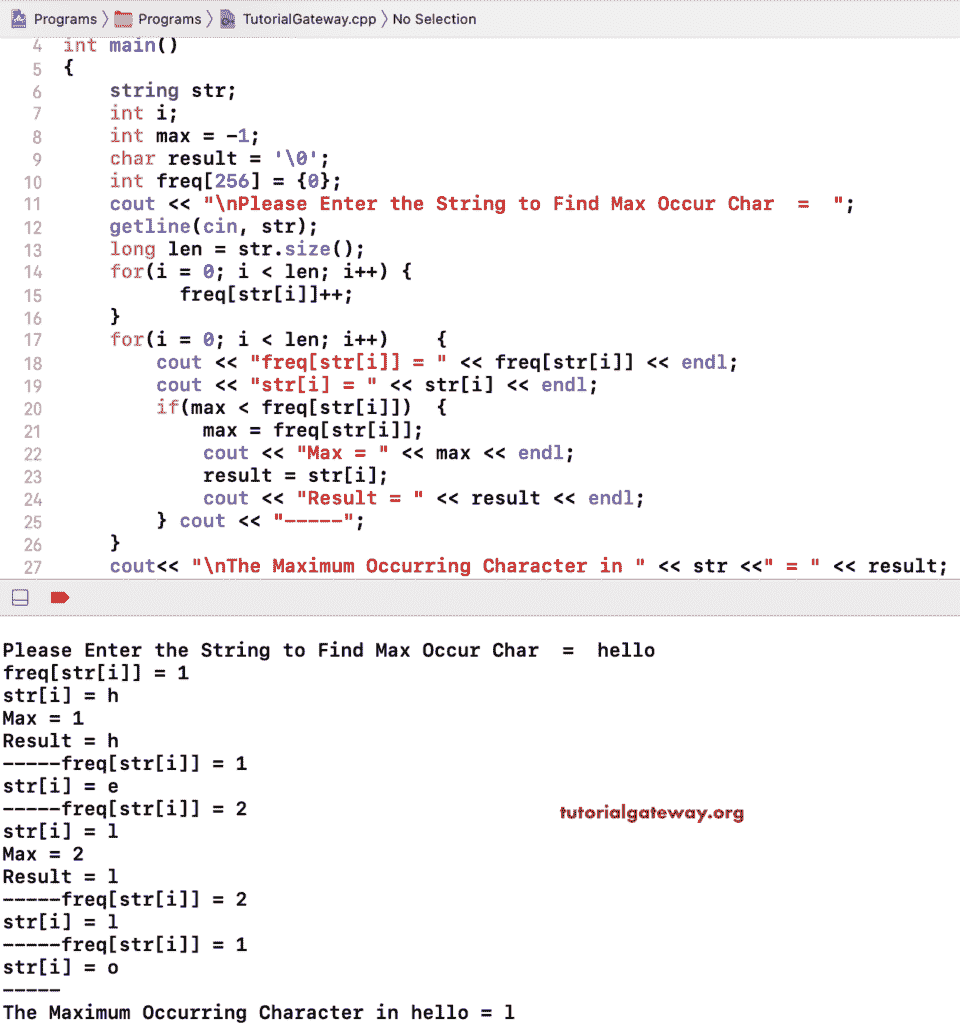 Programs 〉 Programs 〉 TutorialGateway.cpp 〉 No Selection
4 int main()
5 {
6     string str;
7     int i;
8     int max = -1;
9     char result = '\0';
10     int freq[256] = {0};
11     cout << "\nPlease Enter the String to Find Max Occur Char  =  ";
12     getline(cin, str);
13     long len = str.size();
14     for(i = 0; i < len; i++) {
15           freq[str[i]]++;
16     }
17     for(i = 0; i < len; i++)    {
18         cout << "freq[str[i]] = " << freq[str[i]] << endl;
19         cout << "str[i] = " << str[i] << endl;
20         if(max < freq[str[i]])  {
21             max = freq[str[i]];
22             cout << "Max = " << max << endl;
23             result = str[i];
24             cout << "Result = " << result << endl;
25         } cout << "-----";
26     }
27     cout<< "\nThe Maximum Occurring Character in " << str <<" = " << result;
Please Enter the String to Find Max Occur Char  =  hello
freq[str[i]] = 1
str[i] = h
Max = 1
Result = h
-----freq[str[i]] = 1
str[i] = e
-----freq[str[i]] = 2
tutorialgateway.org
str[i] = l
Max = 2
Result = l
-----freq[str[i]] = 2
str[i] = l
-----freq[str[i]] = 1
str[i] = o
-----
The Maximum Occurring Character in hello = l